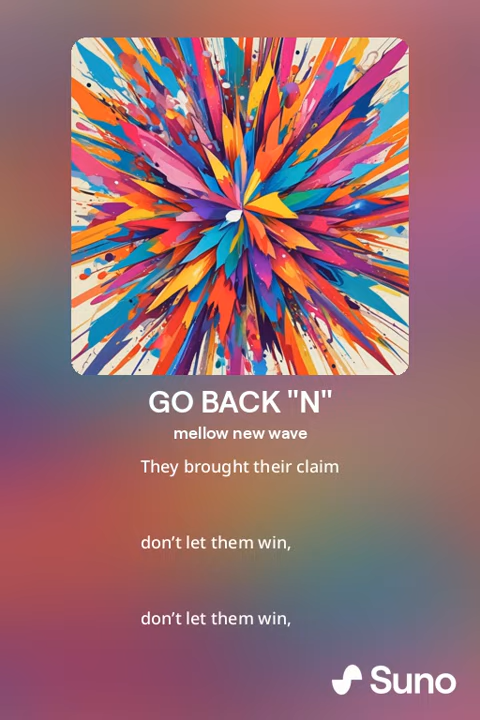 GO BACK "N"
mellow new wave
They brought their claim
don’t let them win,
don’t let them win,
Suno